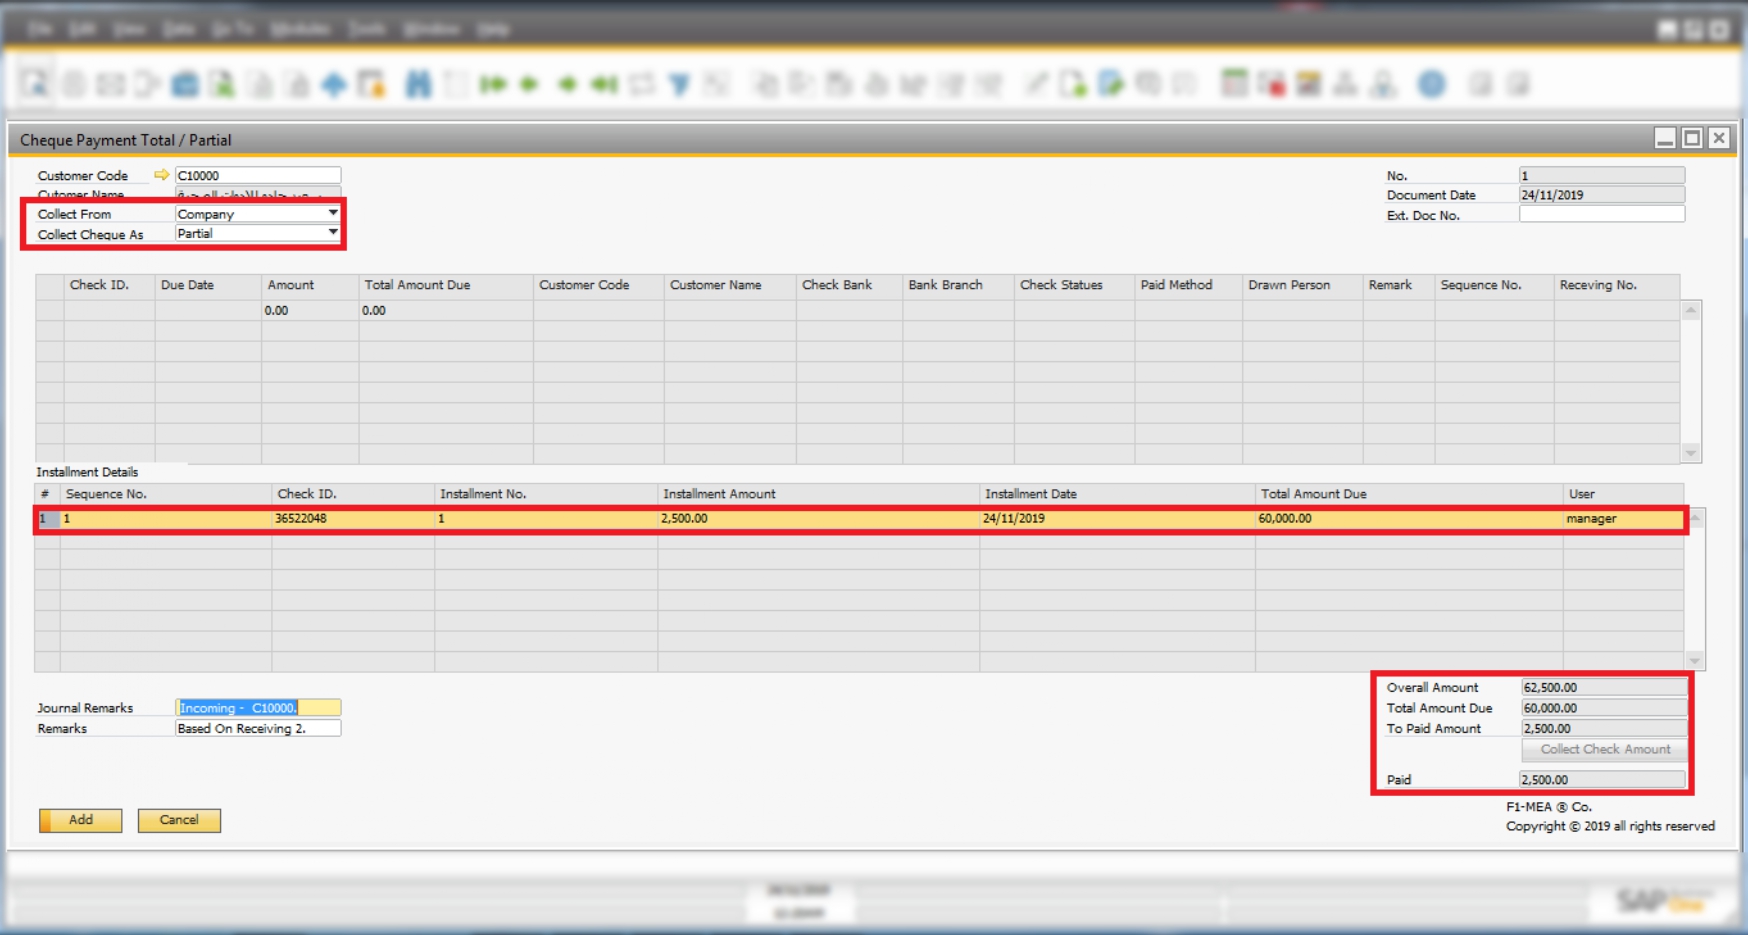 File Edit View Data Go To Modules Tools Window Help
Cheque Payment Total / Partial
Customer Code C10000
Cutomer Name
Collect From Company
Collect Cheque As Partial
No. 1
Document Date 24/11/2019
Ext. Doc No.
Check ID. Due Date Amount Total Amount Due Customer Code Customer Name Check Bank Bank Branch Check Statues Paid Method Drawn Person Remark Sequence No. Receving No.
0.00 0.00
Installment Details
# Sequence No. Check ID. Installment No. Installment Amount Installment Date Total Amount Due User
1 1 36522048 1 2,500.00 24/11/2019 60,000.00 manager
Journal Remarks Incoming - C10000.
Remarks Based On Receiving 2.
Overall Amount 62,500.00
Total Amount Due 60,000.00
To Paid Amount 2,500.00
Collect Check Amount
Paid 2,500.00
Add Cancel
F1-MEA ® Co.
Copyright © 2019 all rights reserved
SAP One